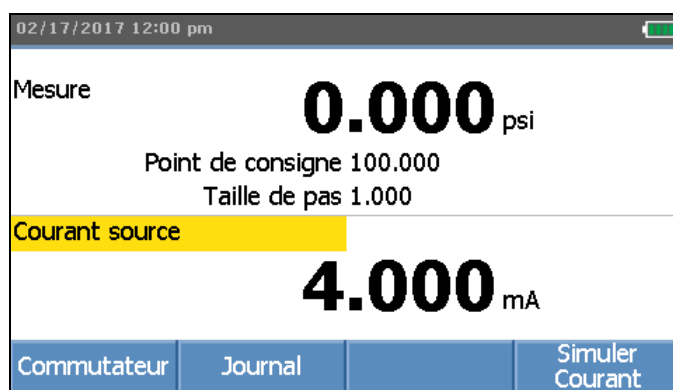 02/17/2017 12:00 pm
Mesure
0.000 psi
Point de consigne 100.000
Taille de pas 1.000
Courant source
4.000 mA
Commutateur Journal Simuler
Courant